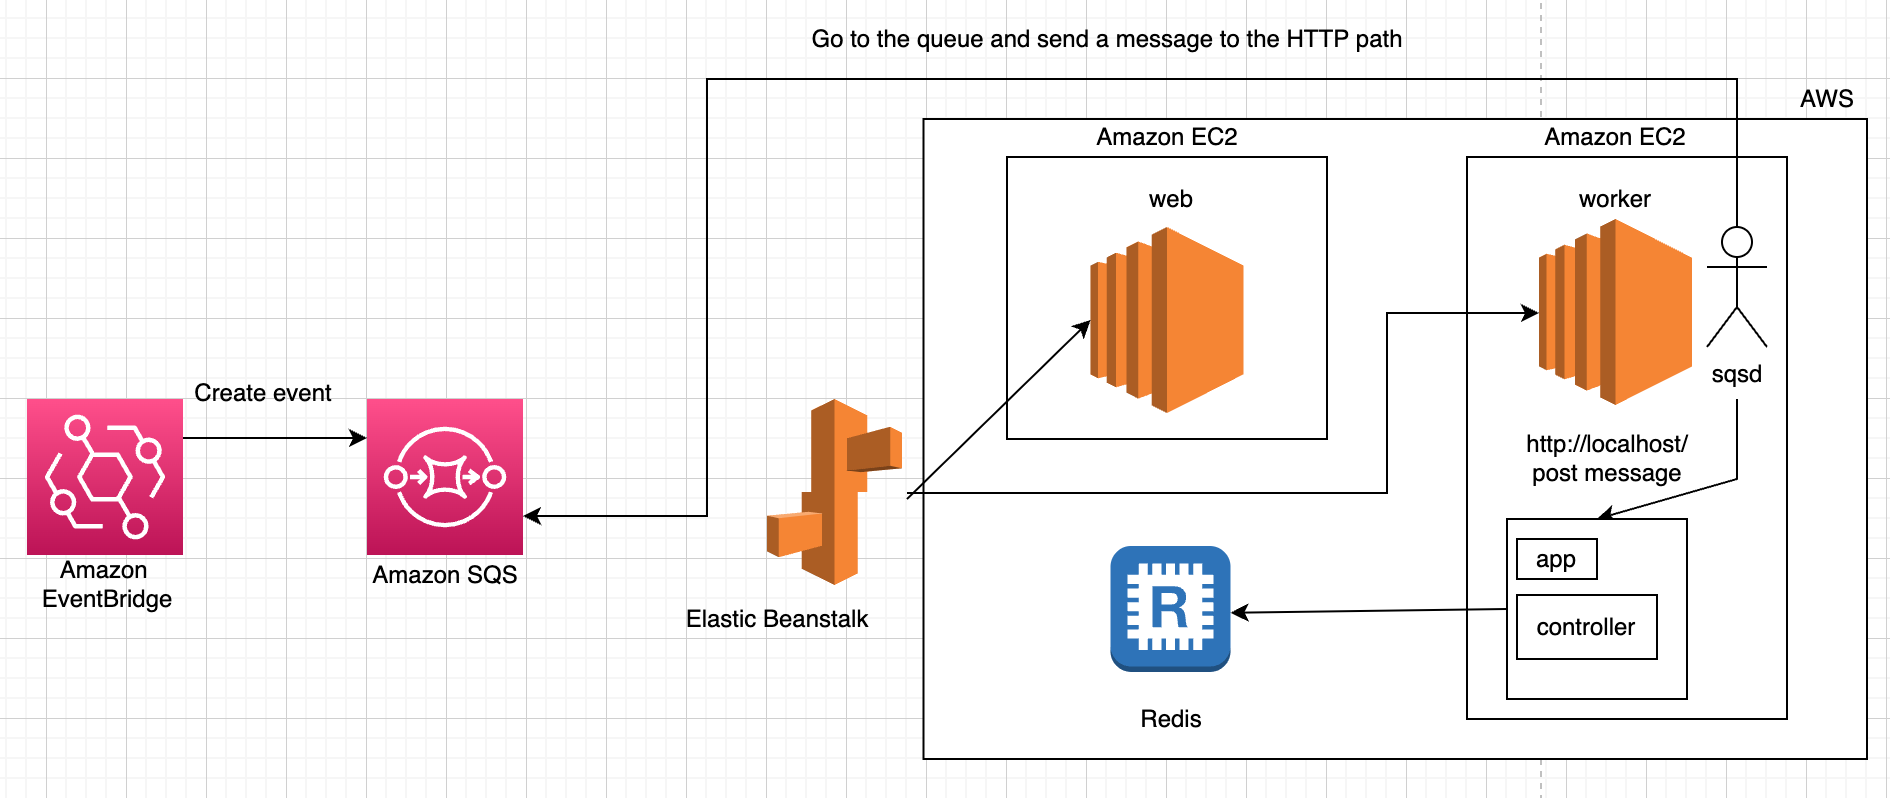 Go to the queue and send a message to the HTTP path
AWS
Amazon EC2
Amazon EC2
web
worker
sqsd
Create event
http://localhost/
post message
app
controller
R
Amazon
EventBridge
Amazon SQS
Elastic Beanstalk
Redis